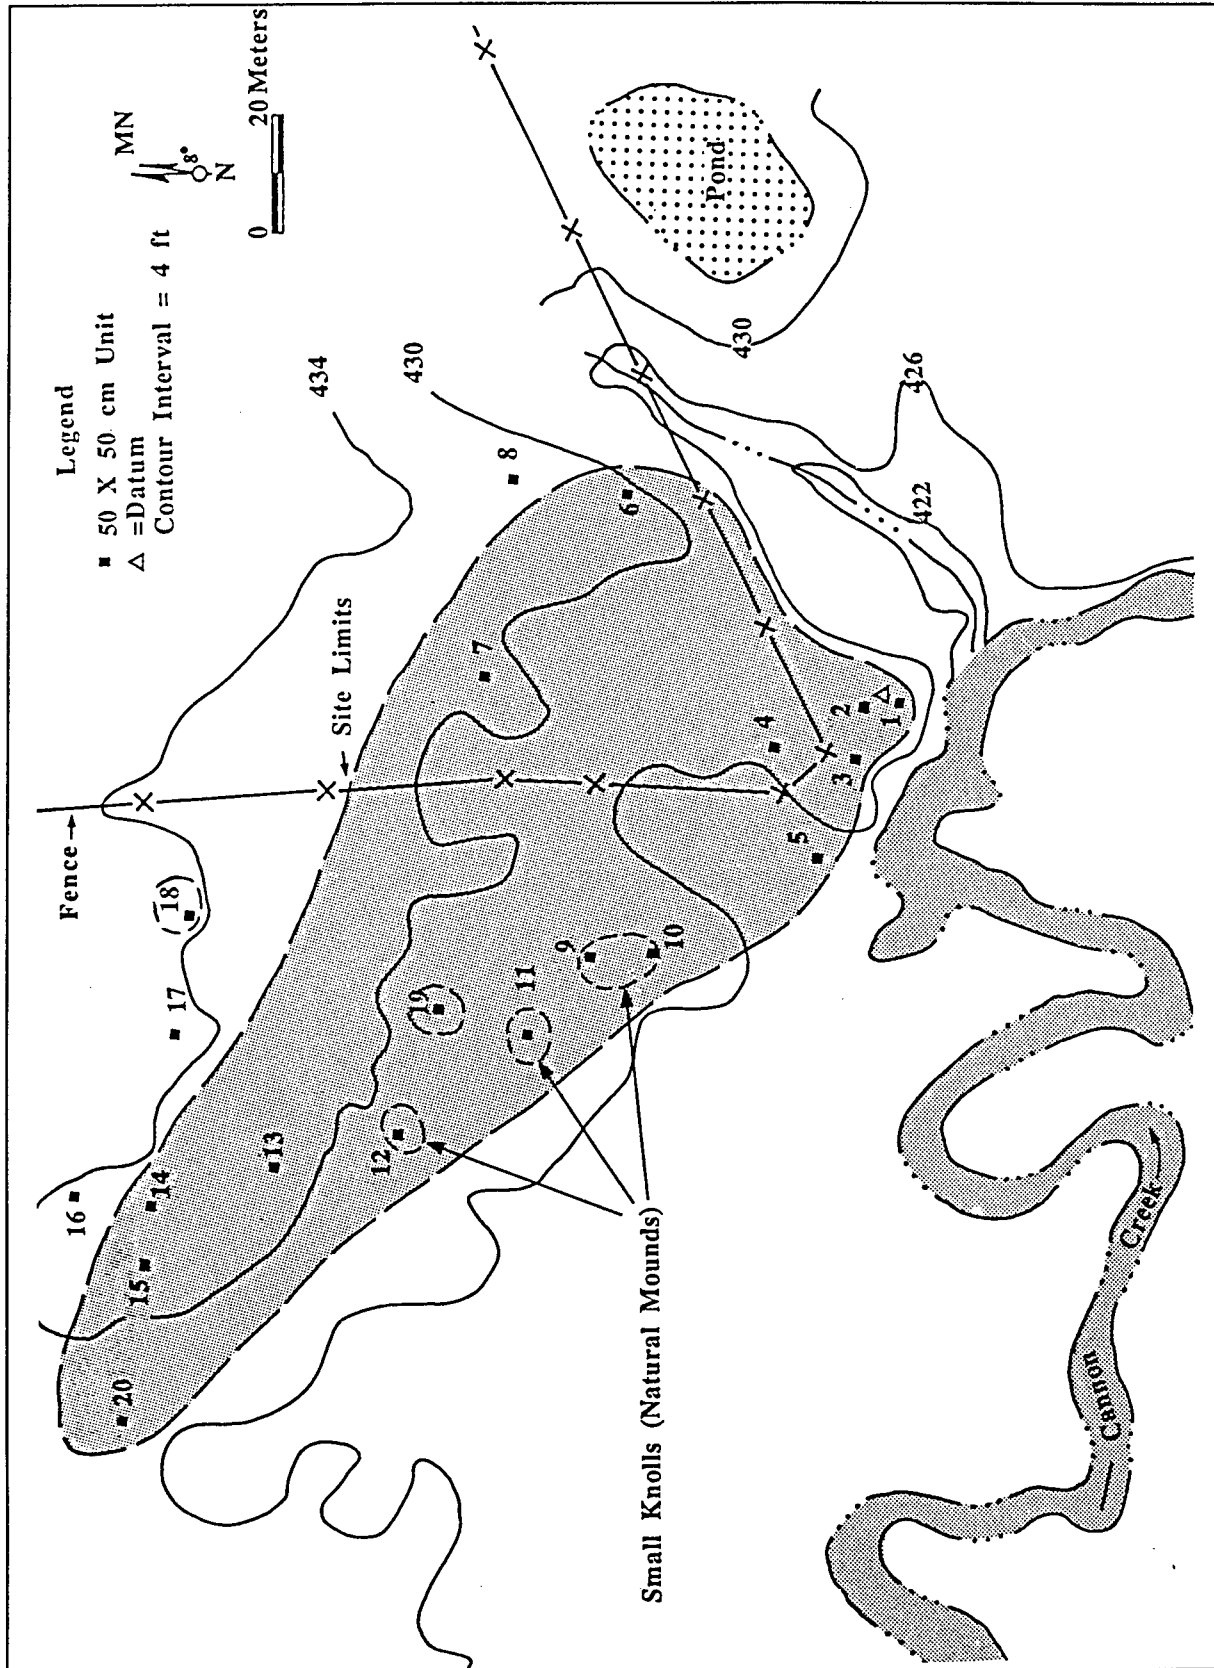 Legend
■ 50 X 50 cm Unit
△ =Datum
Contour Interval = 4 ft
MN
8°
N
0 20 Meters
Fence→
Site Limits
434
430
430
426
422
Pond
Small Knolls (Natural Mounds)
Cannon Creek
1
2
3
4
5
6
7
8
9
10
11
12
13
14
15
16
17
18
19
20